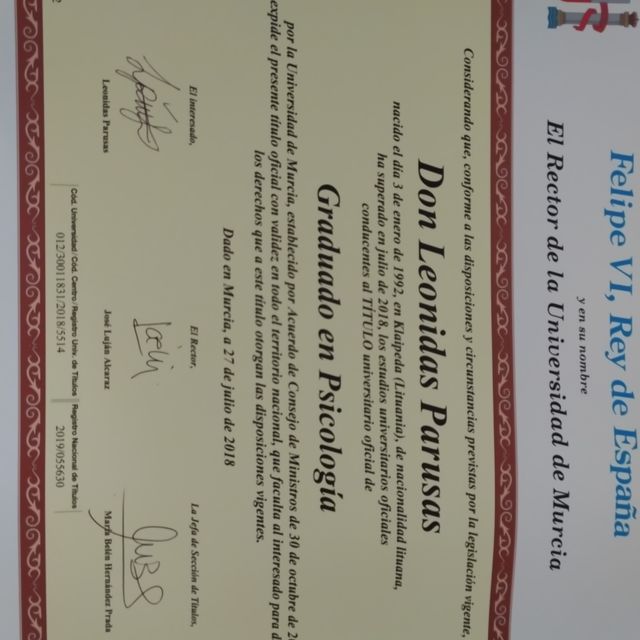 Felipe VI, Rey de España
y en su nombre
El Rector de la Universidad de Murcia
Considerando que, conforme a las disposiciones y circunstancias previstas por la legislación vigente,
Don Leonidas Parusas
nacido el día 3 de enero de 1992, en Klaipeda (Lituania), de nacionalidad lituana,
ha superado en julio de 2018, los estudios universitarios oficiales
conducentes al TÍTULO universitario oficial de
Graduado en Psicología
por la Universidad de Murcia, establecido por Acuerdo de Consejo de Ministros de 30 de octubre de
expide el presente título oficial con validez en todo el territorio nacional, que faculta al interesado para
los derechos que a este título otorgan las disposiciones vigentes.
Dado en Murcia, a 27 de julio de 2018
El interesado, El Rector, La Jefa de Sección de Títulos,
Leonidas Parusas José Luján Alcaraz María Belén Hernández Prada
Cód. Universidad / Cód. Centro / Registro Univ. de Títulos Registro Nacional de Títulos
012/30011831/2018/5514 2019/055630